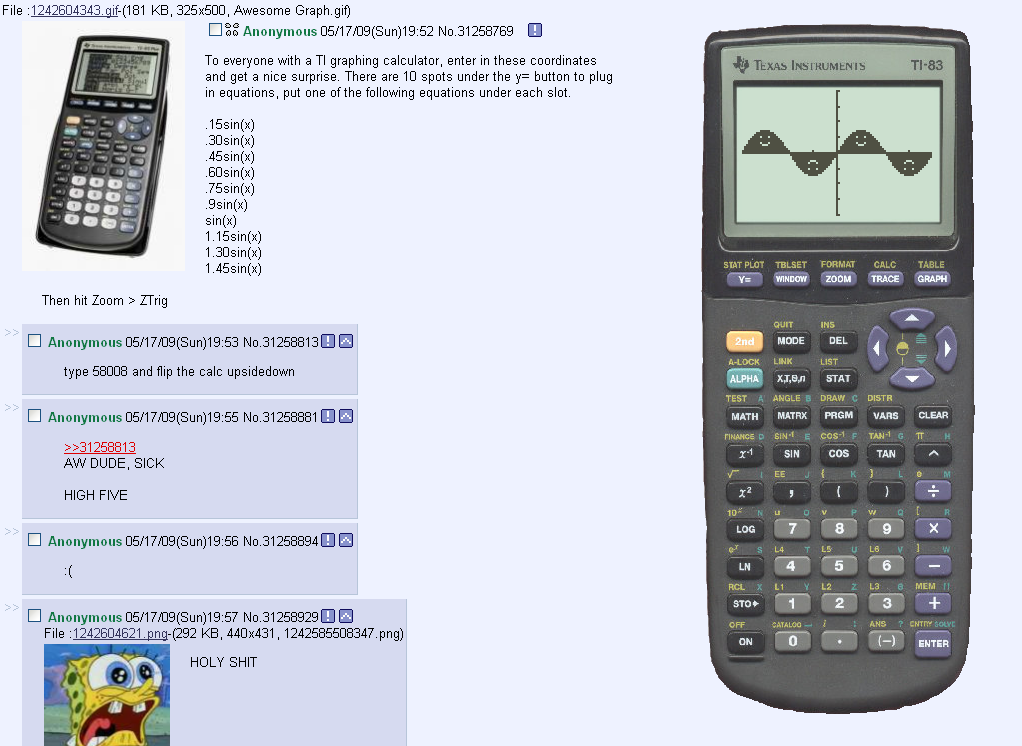 File :1242604343.gif-(181 KB, 325x500, Awesome Graph.gif)
Anonymous 05/17/09(Sun)19:52 No.31258769
To everyone with a TI graphing calculator, enter in these coordinates
and get a nice surprise. There are 10 spots under the y= button to plug
in equations, put one of the following equations under each slot.
.15sin(x)
.30sin(x)
.45sin(x)
.60sin(x)
.75sin(x)
.9sin(x)
sin(x)
1.15sin(x)
1.30sin(x)
1.45sin(x)
Then hit Zoom > ZTrig
>>
Anonymous 05/17/09(Sun)19:53 No.31258813
type 58008 and flip the calc upsidedown
>>
Anonymous 05/17/09(Sun)19:55 No.31258881
>>31258813
AW DUDE, SICK
HIGH FIVE
>>
Anonymous 05/17/09(Sun)19:56 No.31258894
:(
>>
Anonymous 05/17/09(Sun)19:57 No.31258929
File :1242604621.png-(292 KB, 440x431, 1242585508347.png)
HOLY SHIT
TEXAS INSTRUMENTS TI-83
STAT PLOT TBLSET FORMAT CALC TABLE
Y= WINDOW ZOOM TRACE GRAPH
QUIT INS
2nd MODE DEL
A-LOCK LINK LIST
ALPHA X,T,θ,n STAT
TEST A ANGLE B DRAW C DISTR
MATH MATRX PRGM VARS CLEAR
FINANCE D SIN⁻¹ E COS⁻¹ F TAN⁻¹ G π H
x⁻¹ SIN COS TAN ^
√ I EE J { K } L e M
x² , ( ) ÷
10ˣ N u O v P w Q [ R
LOG 7 8 9 ×
eˣ S L4 T L5 U L6 V ] W
LN 4 5 6 −
RCL X L1 Y L2 Z L3 θ MEM "
STO▸ 1 2 3 +
OFF CATALOG i : ANS ? ENTRY SOLVE
ON 0 . (−) ENTER